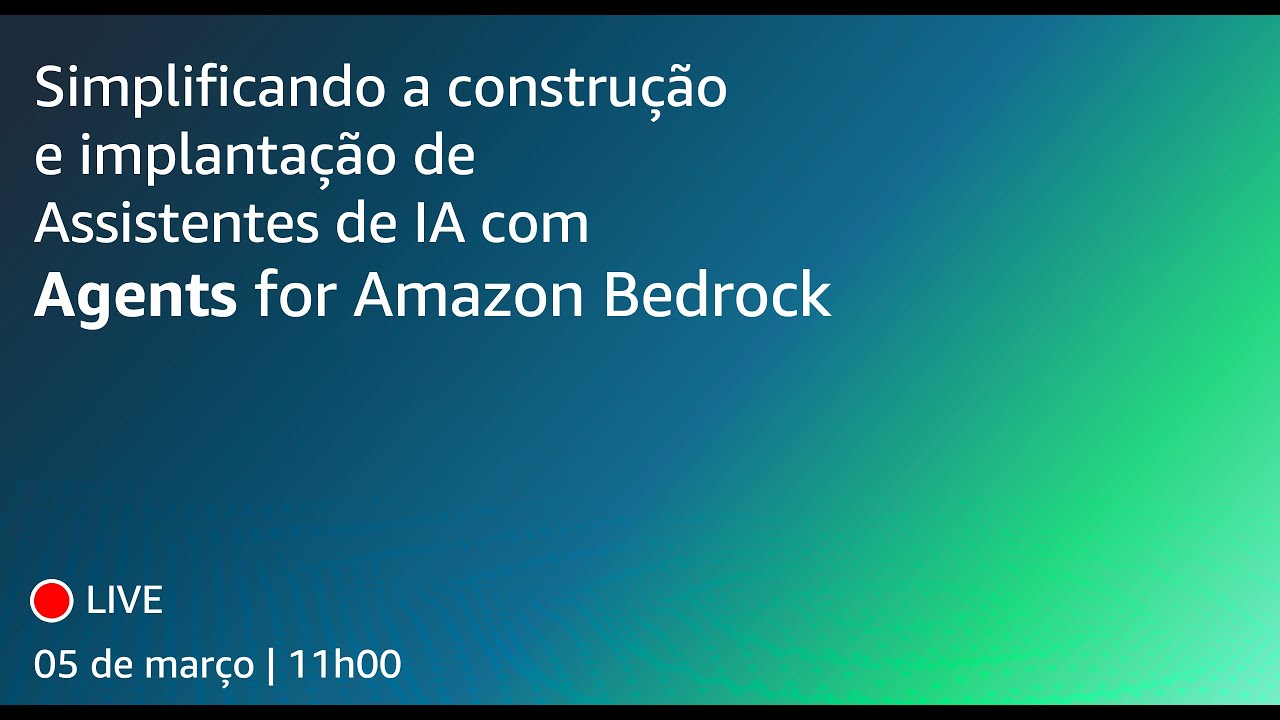 Simplificando a construção
e implantação de
Assistentes de IA com
Agents for Amazon Bedrock
LIVE
05 de março | 11h00